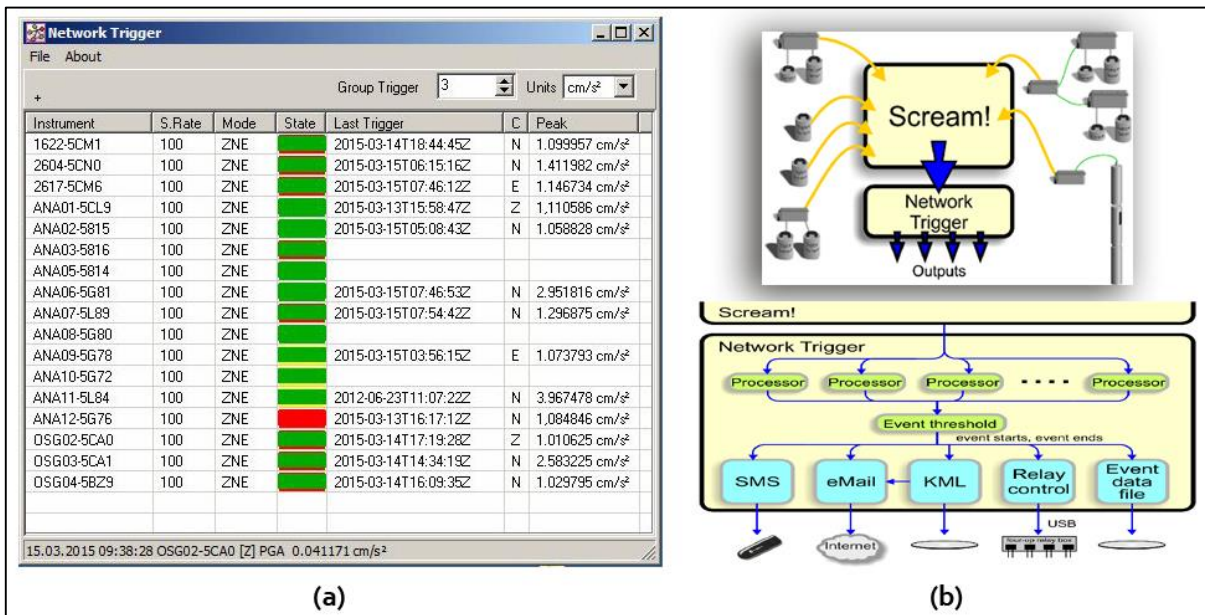 Network Trigger
File About
Group Trigger 3 Units cm/s²
+
Instrument S.Rate Mode State Last Trigger C Peak
1622-5CM1 100 ZNE 2015-03-14T18:44:45Z N 1.099957 cm/s²
2604-5CN0 100 ZNE 2015-03-15T06:15:16Z N 1.411982 cm/s²
2617-5CM6 100 ZNE 2015-03-15T07:46:12Z E 1.146734 cm/s²
ANA01-5CL9 100 ZNE 2015-03-13T15:58:47Z Z 1,110586 cm/s²
ANA02-5815 100 ZNE 2015-03-15T05:08:43Z N 1.058828 cm/s²
ANA03-5816 100 ZNE
ANA05-5814 100 ZNE
ANA06-5G81 100 ZNE 2015-03-15T07:46:53Z N 2.951816 cm/s²
ANA07-5L89 100 ZNE 2015-03-15T07:54:42Z N 1.296875 cm/s²
ANA08-5G80 100 ZNE
ANA09-5G78 100 ZNE 2015-03-15T03:56:15Z E 1.073793 cm/s²
ANA10-5G72 100 ZNE
ANA11-5L84 100 ZNE 2012-06-23T11:07:22Z N 3.967478 cm/s²
ANA12-5G76 100 ZNE 2015-03-13T16:17:12Z N 1,084846 cm/s²
OSG02-5CA0 100 ZNE 2015-03-14T17:19:28Z Z 1.010625 cm/s²
OSG03-5CA1 100 ZNE 2015-03-14T14:34:19Z N 2.583225 cm/s²
OSG04-5BZ9 100 ZNE 2015-03-14T16:09:35Z N 1.029795 cm/s²
15.03.2015 09:38:28 OSG02-5CA0 [Z] PGA 0.041171 cm/s²
(a)
Scream!
Network
Trigger
Outputs
Scream!
Network Trigger
Processor Processor Processor Processor
Event threshold
event starts, event ends
SMS eMail KML Relay control Event data file
USB
Internet four-up relay box
(b)